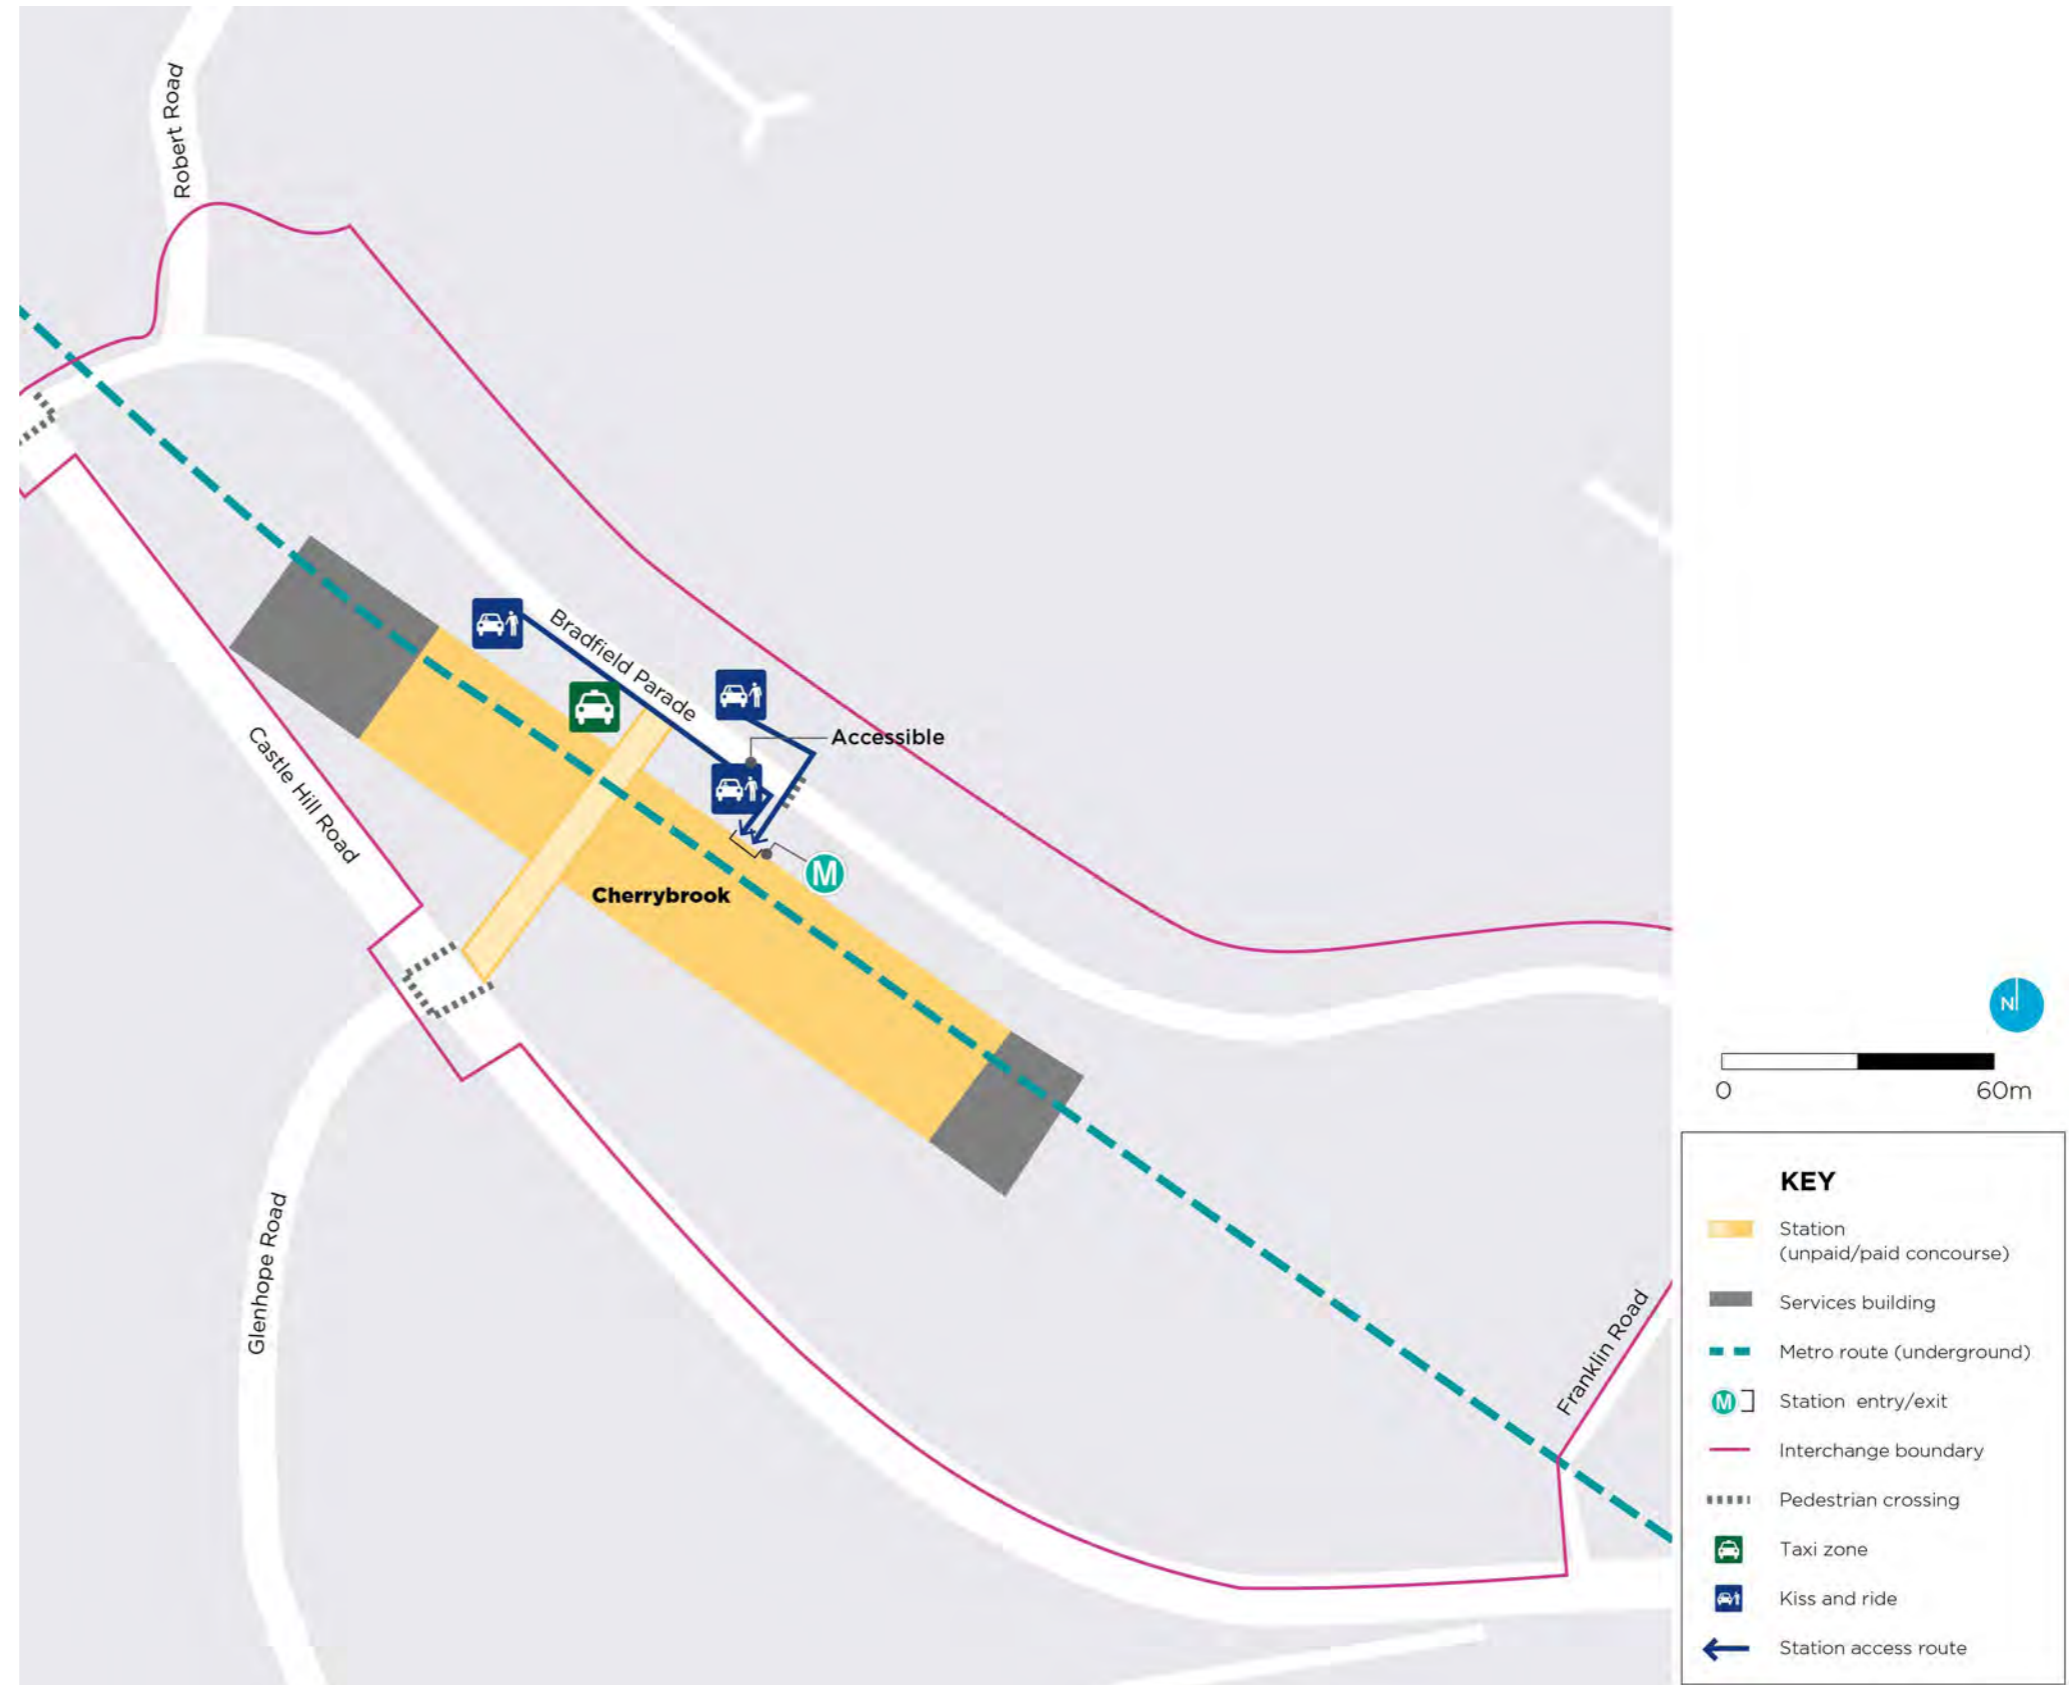 Robert Road
Bradfield Parade
Accessible
Castle Hill Road
M
Cherrybrook
Glenhope Road
Franklin Road
N
0 60m
KEY
Station
(unpaid/paid concourse)
Services building
Metro route (underground)
M Station entry/exit
Interchange boundary
Pedestrian crossing
Taxi zone
Kiss and ride
Station access route